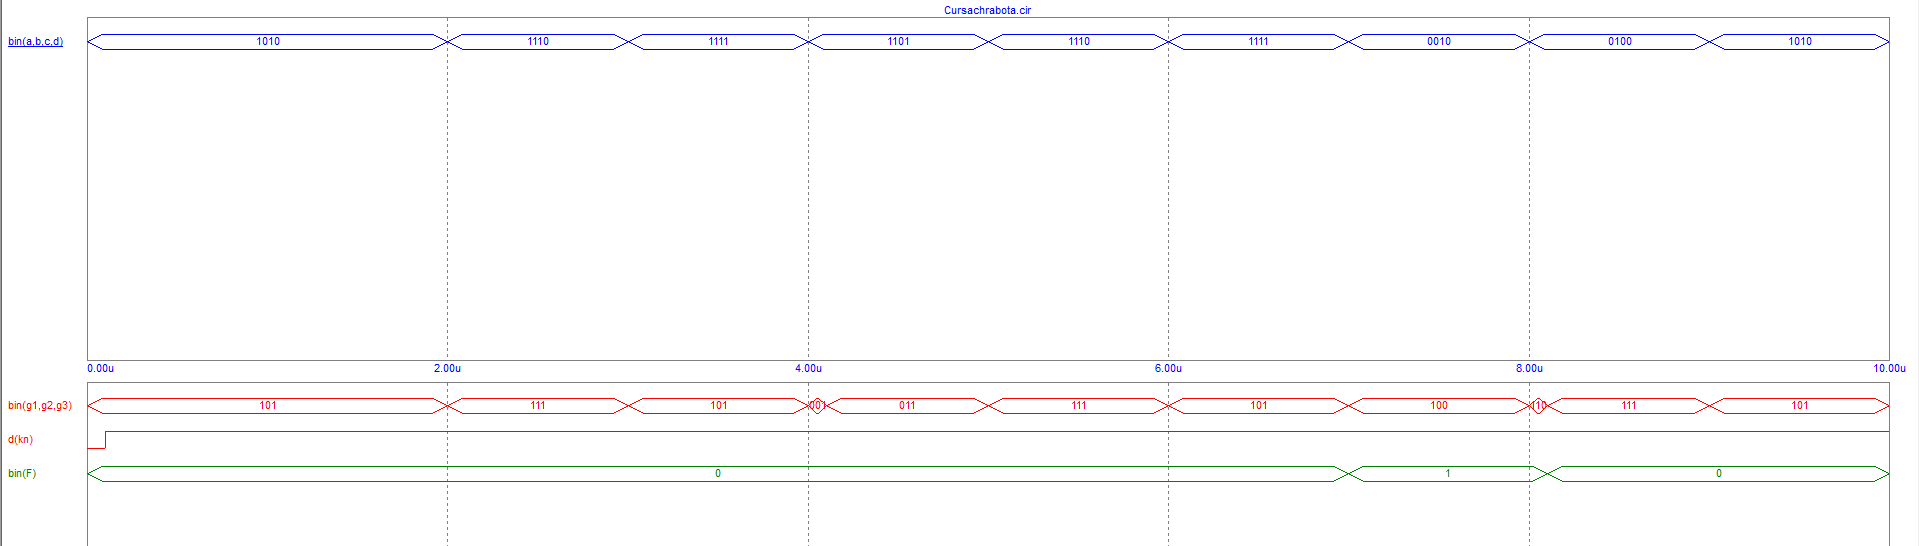 Cursachrabota.cir
bin(a,b,c,d) 1010 1110 1111 1101 1110 1111 0010 0100 1010
0.00u 2.00u 4.00u 6.00u 8.00u 10.00u
bin(g1,g2,g3) 101 111 101 001 011 111 101 100 110 111 101
d(kn)
bin(F) 0 1 0